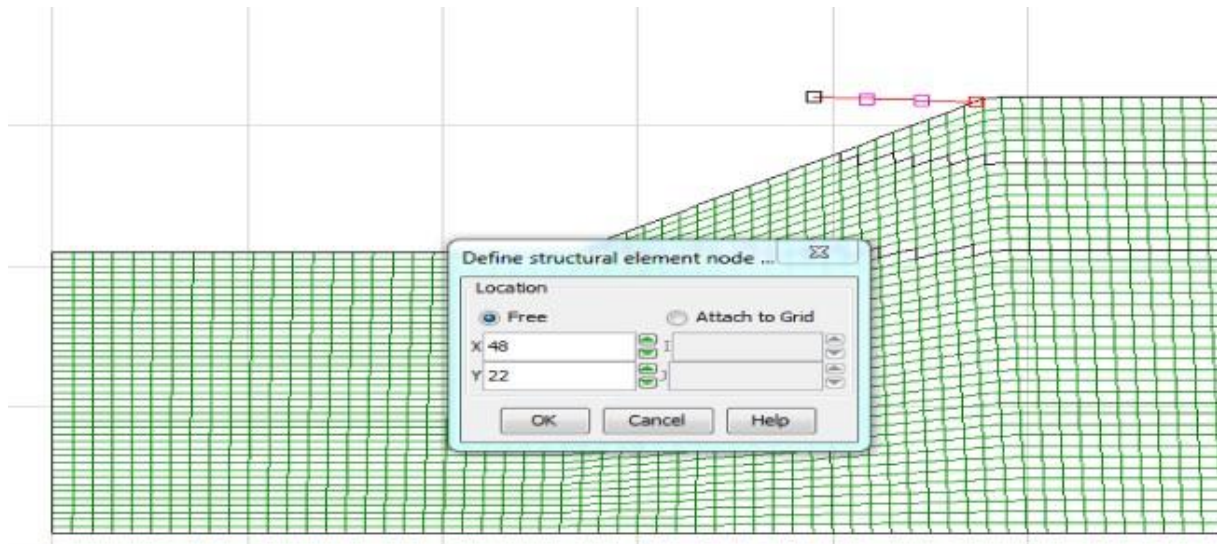 Define structural element node ...
Location
Free
Attach to Grid
X 48
I
Y 22
J
OK
Cancel
Help